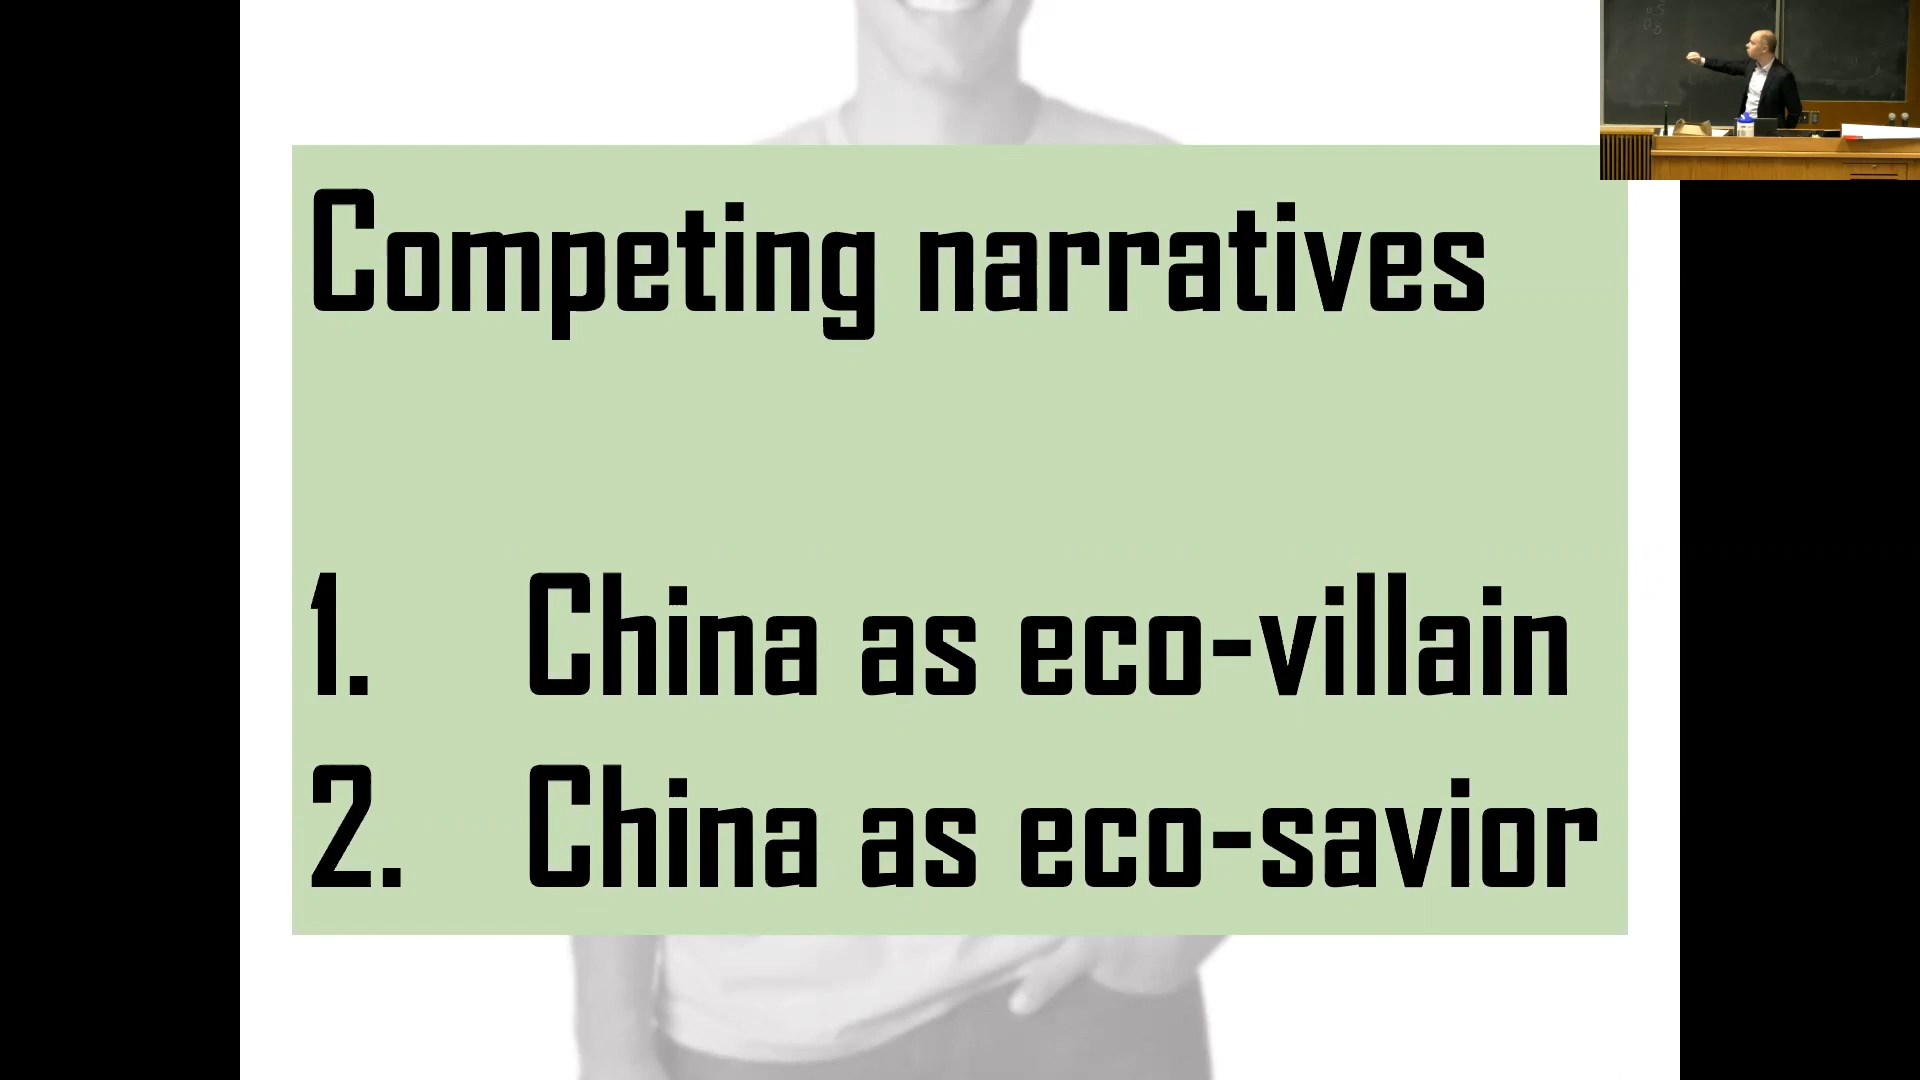 Competing narratives
1. China as eco-villain
2. China as eco-savior